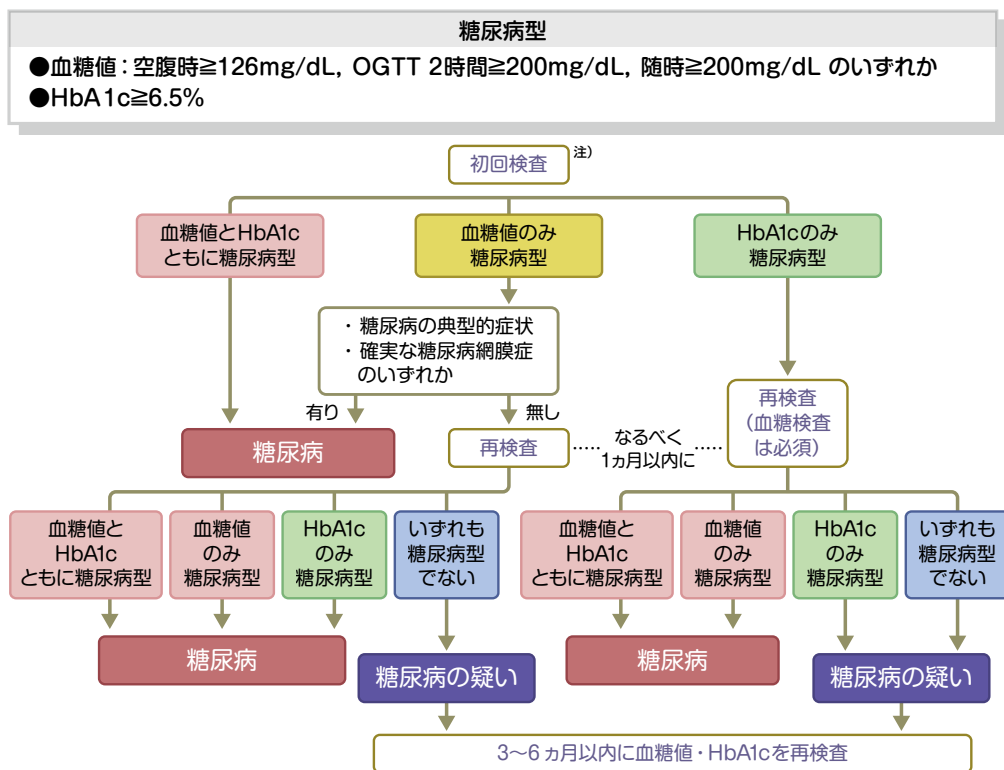 糖尿病型
●血糖値：空腹時≧126mg/dL, OGTT 2時間≧200mg/dL, 随時≧200mg/dL のいずれか
●HbA1c≧6.5%
初回検査 注）
血糖値とHbA1c
ともに糖尿病型
血糖値のみ
糖尿病型
HbA1cのみ
糖尿病型
・糖尿病の典型的症状
・確実な糖尿病網膜症
のいずれか
有り
無し
糖尿病
再検査
なるべく
1ヵ月以内に
再検査
（血糖検査
は必須）
血糖値と
HbA1c
ともに糖尿病型
血糖値
のみ
糖尿病型
HbA1c
のみ
糖尿病型
いずれも
糖尿病型
でない
血糖値と
HbA1c
ともに糖尿病型
血糖値
のみ
糖尿病型
HbA1c
のみ
糖尿病型
いずれも
糖尿病型
でない
糖尿病
糖尿病の疑い
糖尿病
糖尿病の疑い
3～6ヵ月以内に血糖値・HbA1cを再検査